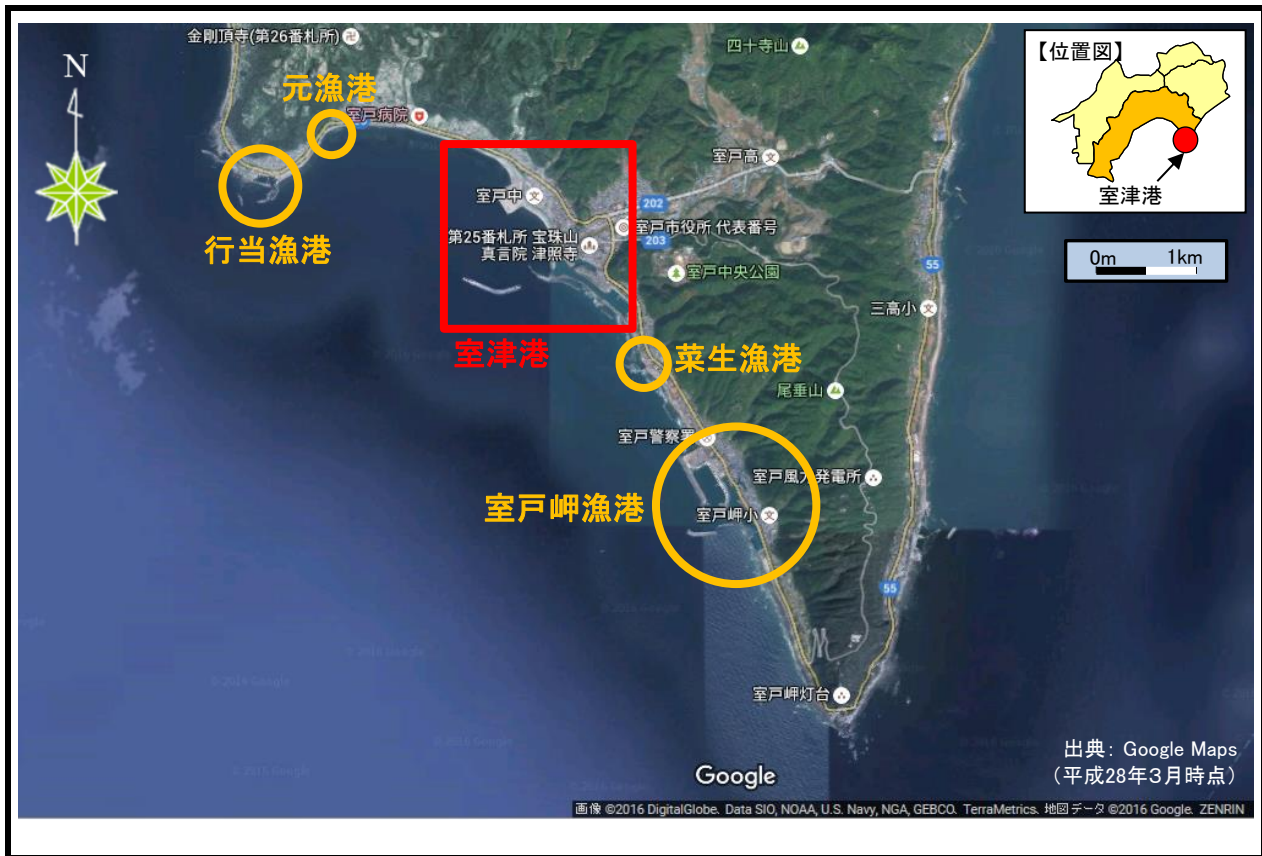 金剛頂寺(第26番札所)
四十寺山
【位置図】
室津港
N
元漁港
室戸病院
行当漁港
室戸中
室戸高
202
室戸市役所 代表番号
203
第25番札所 宝珠山
真言院 津照寺
室戸中央公園
55
0m 1km
三高小
室津港
菜生漁港
尾垂山
室戸警察署
室戸岬漁港
室戸風力発電所
室戸岬小
55
室戸岬灯台
出典: Google Maps
(平成28年3月時点)
Google
画像 ©2016 DigitalGlobe. Data SIO, NOAA, U.S. Navy, NGA, GEBCO. TerraMetrics. 地図データ ©2016 Google. ZENRIN